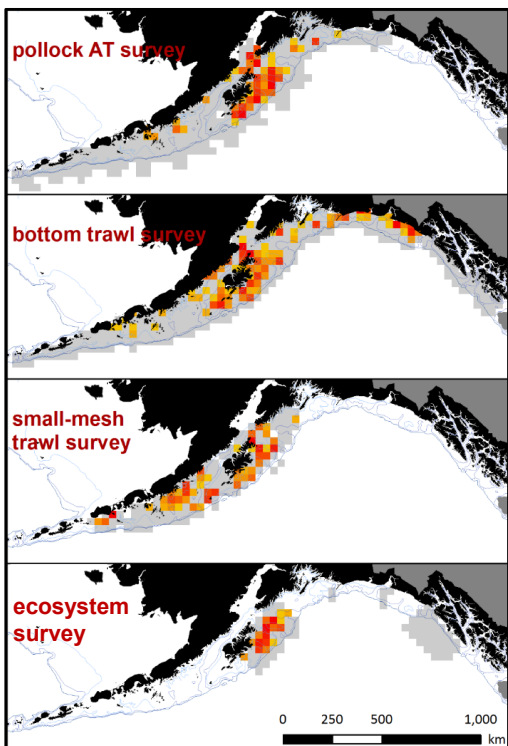 pollock AT survey
bottom trawl survey
small-mesh
trawl survey
ecosystem
survey
0 250 500 1,000
km